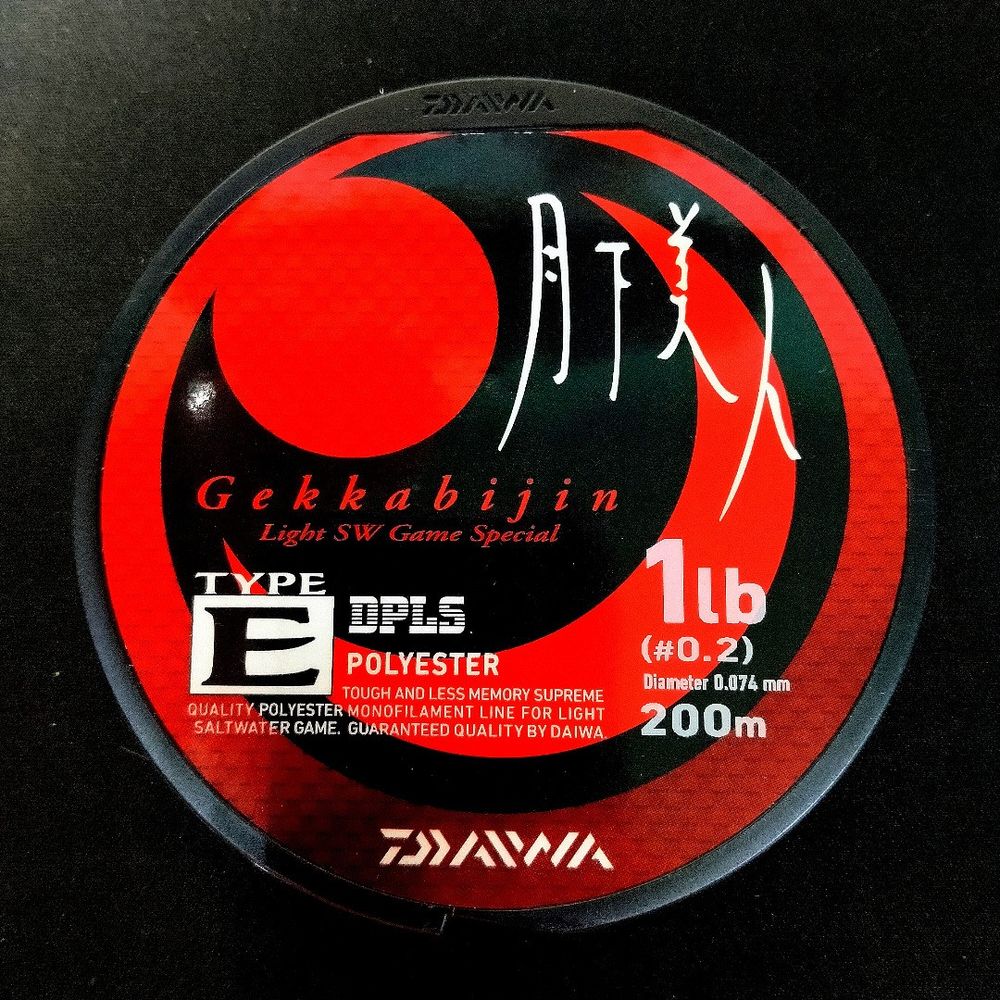 DAIWA
月下美人
Gekkabijin
Light SW Game Special
TYPE
E
DPLS
POLYESTER
TOUGH AND LESS MEMORY SUPREME
QUALITY POLYESTER MONOFILAMENT LINE FOR LIGHT
SALTWATER GAME. GUARANTEED QUALITY BY DAIWA.
1lb
(#0.2)
Diameter 0.074 mm
200m
DAIWA